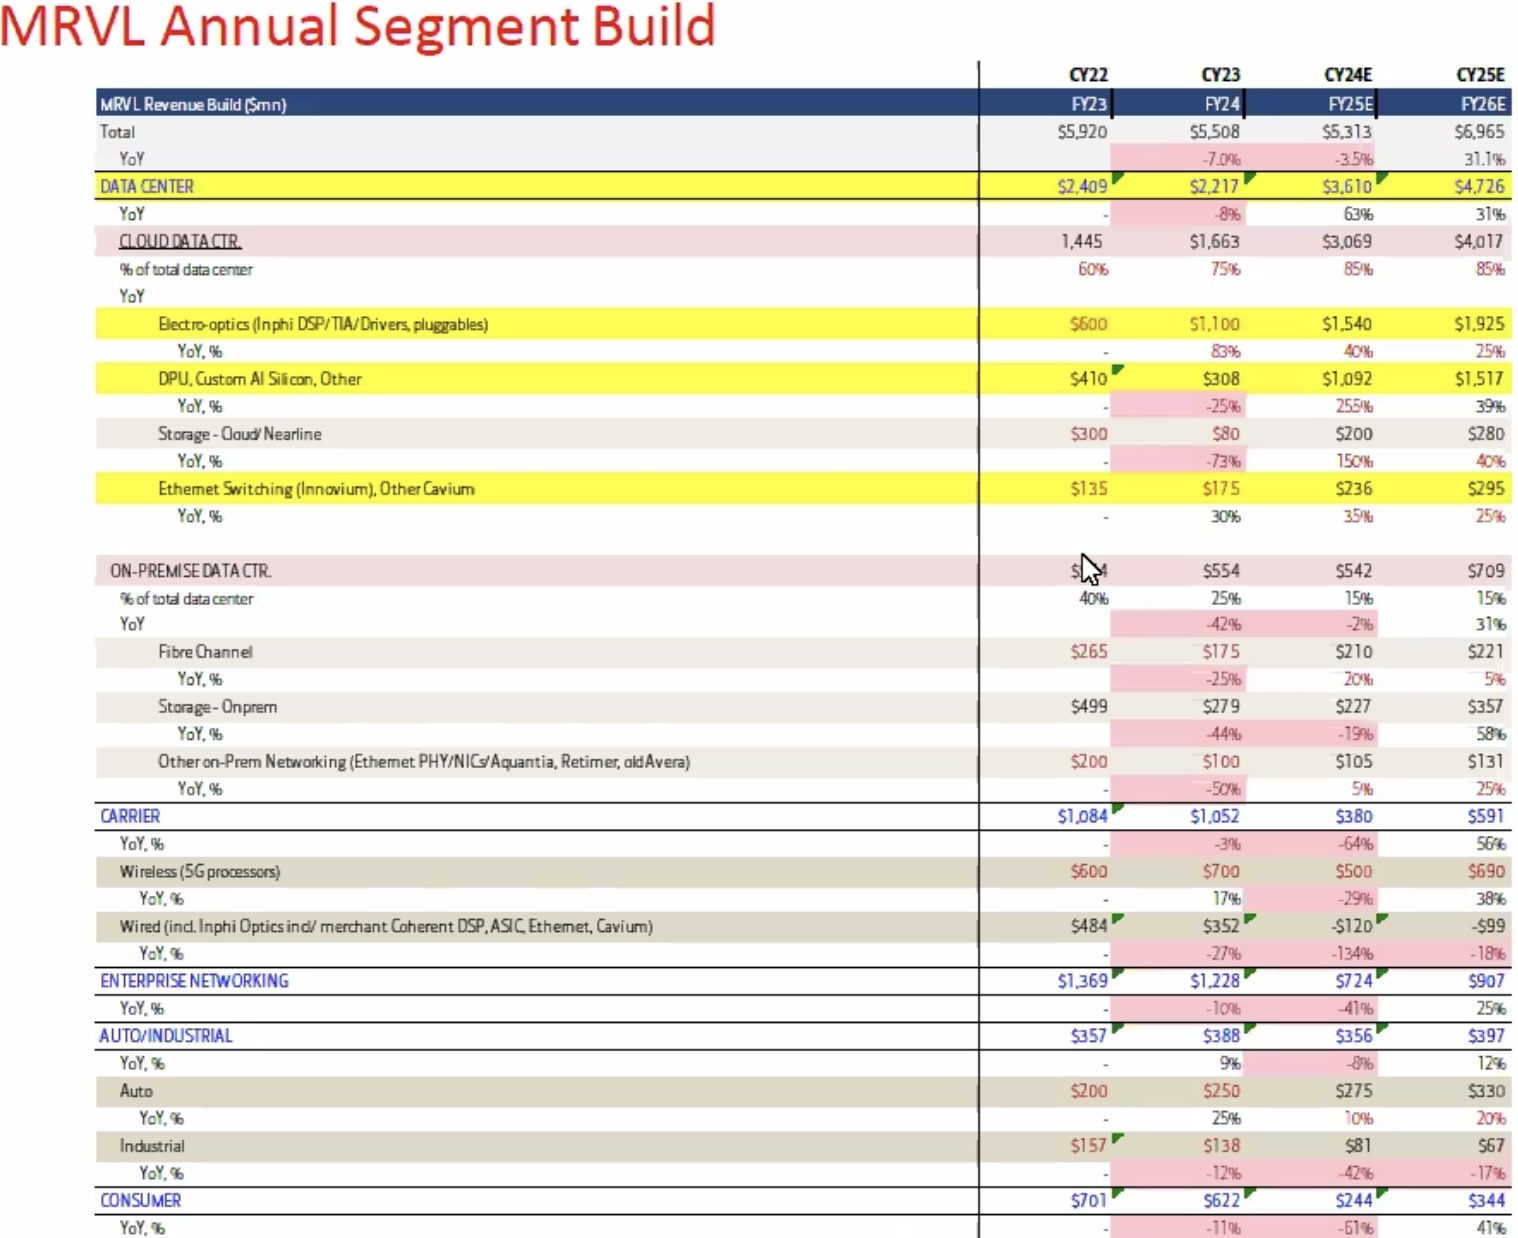 MRVL Annual Segment Build
CY22 CY23 CY24E CY25E
MRVL Revenue Build ($mn) FY23 FY24 FY25E FY26E
Total $5,920 $5,508 $5,313 $6,965
YoY -7.0% -3.5% 31.1%
DATA CENTER $2,409 $2,217 $3,610 $4,726
YoY - -8% 63% 31%
CLOUD DATA CTR. 1,445 $1,663 $3,069 $4,017
% of total data center 60% 75% 85% 85%
YoY
Electro-optics (Inphi DSP/TIA/Drivers, pluggables) $600 $1,100 $1,540 $1,925
YoY, % - 83% 40% 25%
DPU, Custom AI Silicon, Other $410 $308 $1,092 $1,517
YoY, % - -25% 255% 39%
Storage - Cloud/Nearline $300 $80 $200 $280
YoY, % - -73% 150% 40%
Ethernet Switching (Innovium), Other Cavium $135 $175 $236 $295
YoY, % - 30% 35% 25%
ON-PREMISE DATA CTR. $554 $542 $709
% of total data center 40% 25% 15% 15%
YoY -42% -2% 31%
Fibre Channel $265 $175 $210 $221
YoY, % - -25% 20% 5%
Storage - Onprem $499 $279 $227 $357
YoY, % - -44% -19% 58%
Other on-Prem Networking (Ethernet PHY/NICs/Aquantia, Retimer, old Avera) $200 $100 $105 $131
YoY, % - -50% 5% 25%
CARRIER $1,084 $1,052 $380 $591
YoY, % - -3% -64% 56%
Wireless (5G processors) $600 $700 $500 $690
YoY, % - 17% -29% 38%
Wired (incl. Inphi Optics incl/ merchant Coherent DSP, ASIC, Ethernet, Cavium) $484 $352 -$120 -$99
YoY, % - -27% -134% -18%
ENTERPRISE NETWORKING $1,369 $1,228 $724 $907
YoY, % - -10% -41% 25%
AUTO/INDUSTRIAL $357 $388 $356 $397
YoY, % - 9% -8% 12%
Auto $200 $250 $275 $330
YoY, % - 25% 10% 20%
Industrial $157 $138 $81 $67
YoY, % - -12% -42% -17%
CONSUMER $701 $622 $244 $344
YoY, % - -11% -61% 41%